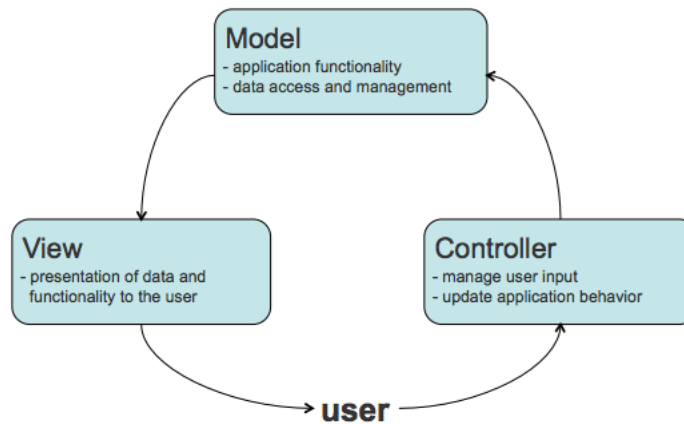 Model
- application functionality
- data access and management
View
- presentation of data and
functionality to the user
Controller
- manage user input
- update application behavior
user